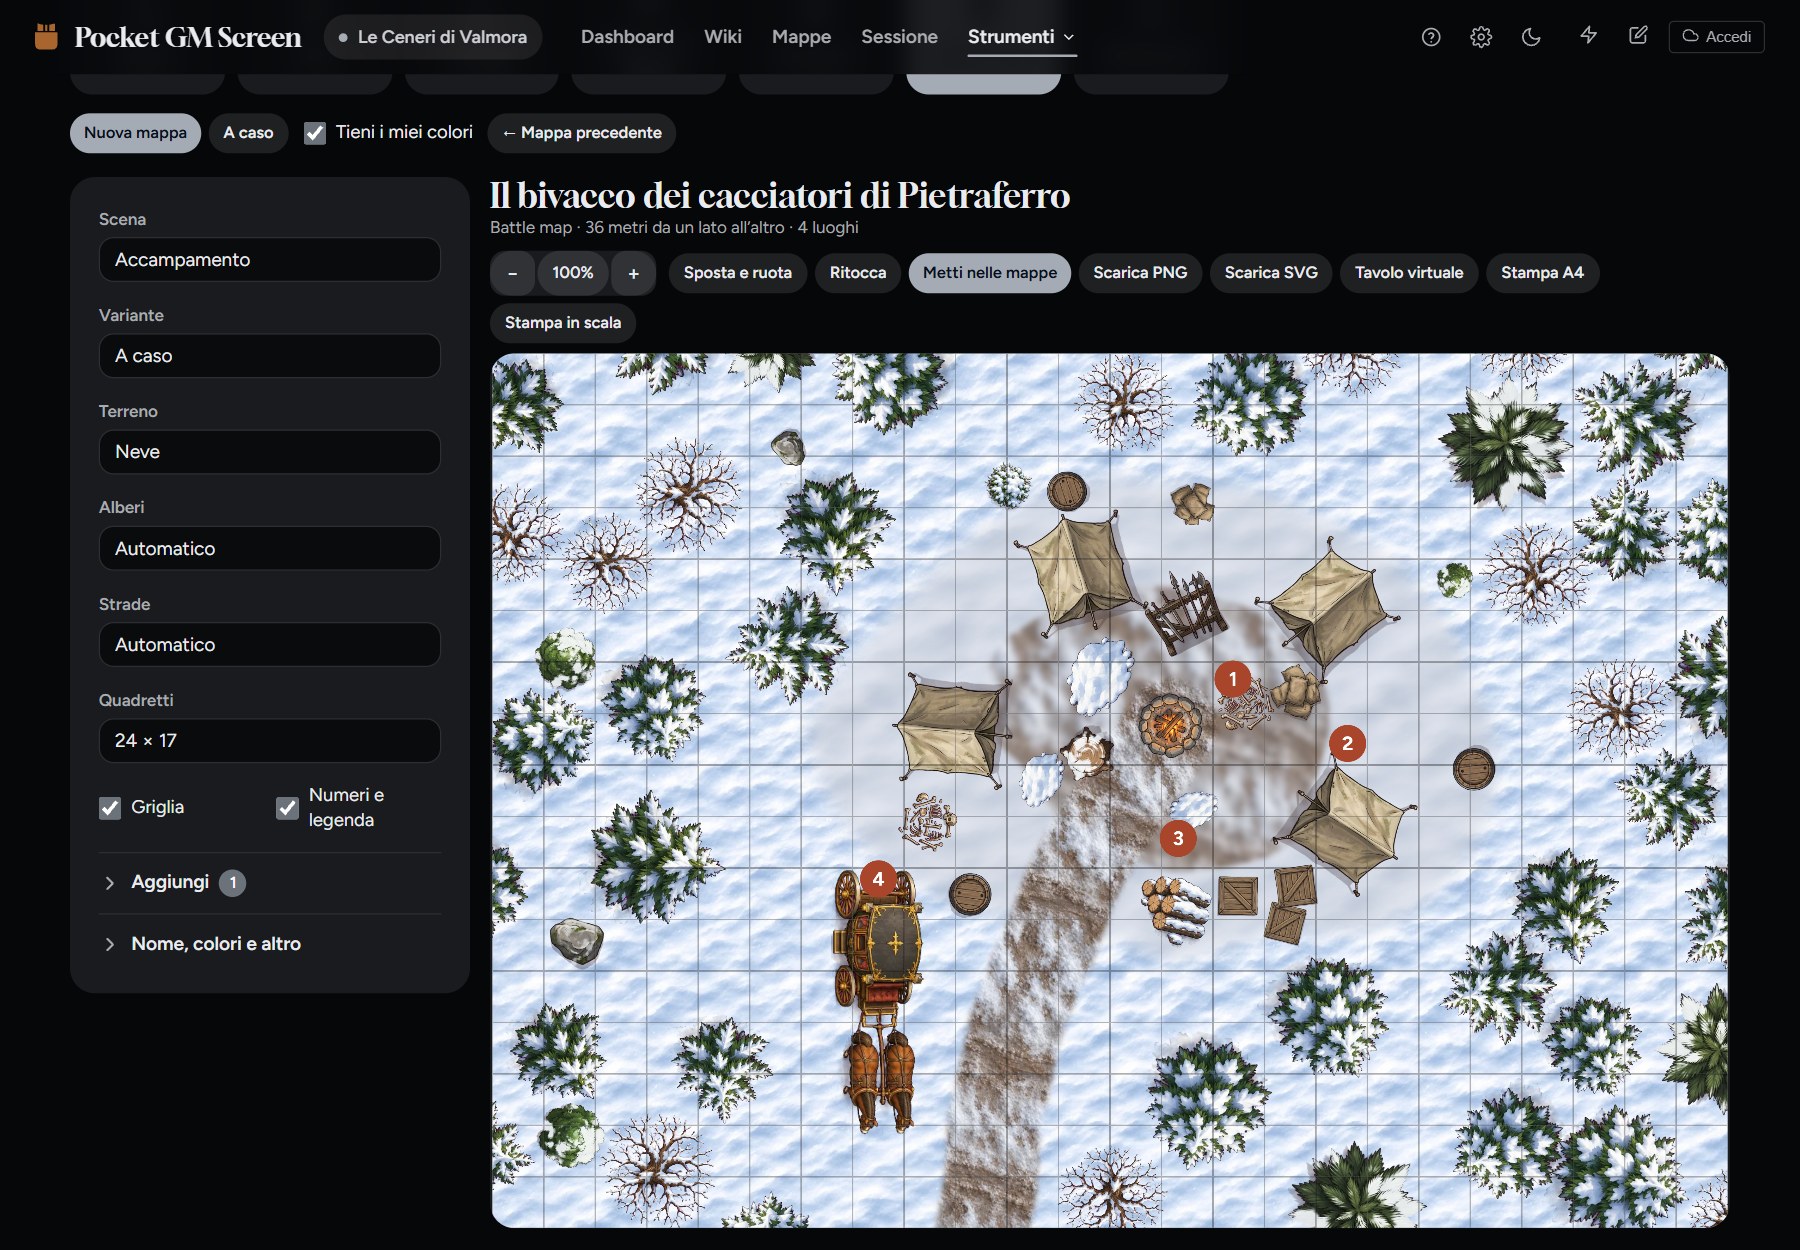 Pocket GM Screen
Le Ceneri di Valmora
Dashboard
Wiki
Mappe
Sessione
Strumenti
Accedi
Nuova mappa
A caso
Tieni i miei colori
← Mappa precedente
Scena
Accampamento
Variante
A caso
Terreno
Neve
Alberi
Automatico
Strade
Automatico
Quadretti
24 × 17
Griglia
Numeri e
legenda
Aggiungi 1
Nome, colori e altro
Il bivacco dei cacciatori di Pietraferro
Battle map · 36 metri da un lato all’altro · 4 luoghi
− 100% +
Sposta e ruota
Ritocca
Metti nelle mappe
Scarica PNG
Scarica SVG
Tavolo virtuale
Stampa A4
Stampa in scala
1
2
3
4